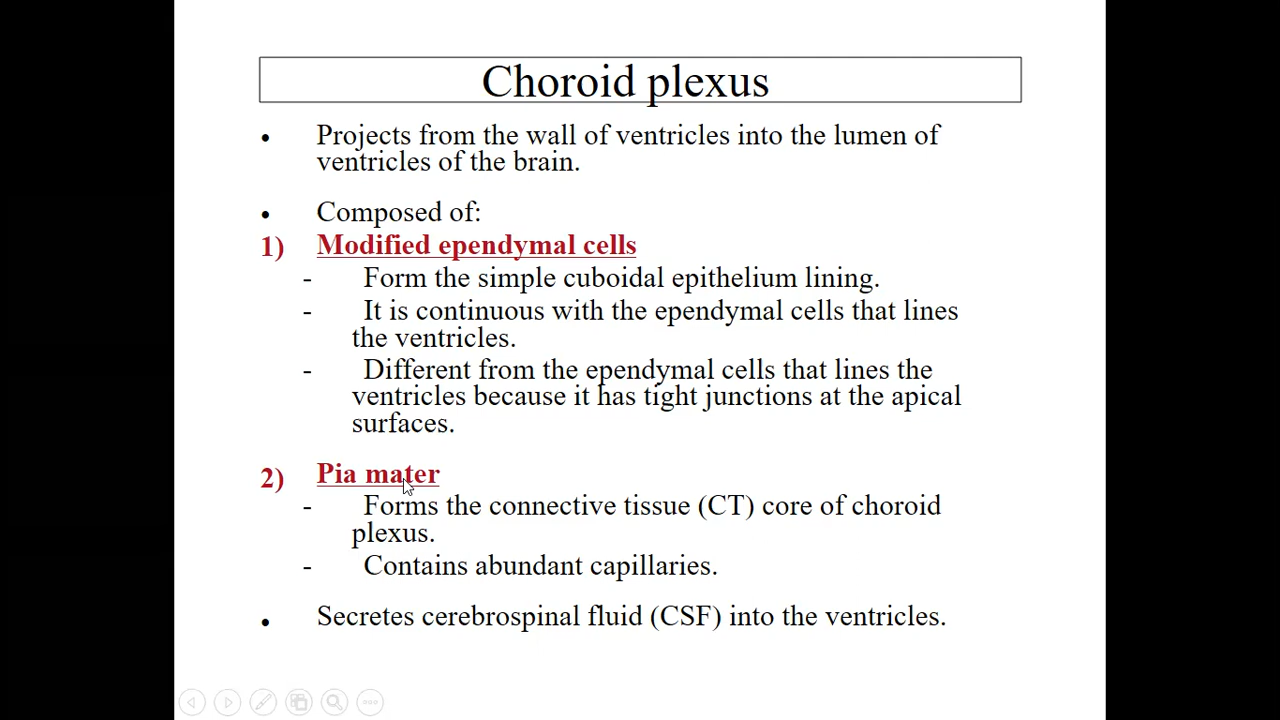 Choroid plexus
• Projects from the wall of ventricles into the lumen of
ventricles of the brain.
• Composed of:
1) Modified ependymal cells
- Form the simple cuboidal epithelium lining.
- It is continuous with the ependymal cells that lines
the ventricles.
- Different from the ependymal cells that lines the
ventricles because it has tight junctions at the apical
surfaces.
2) Pia mater
- Forms the connective tissue (CT) core of choroid
plexus.
- Contains abundant capillaries.
• Secretes cerebrospinal fluid (CSF) into the ventricles.